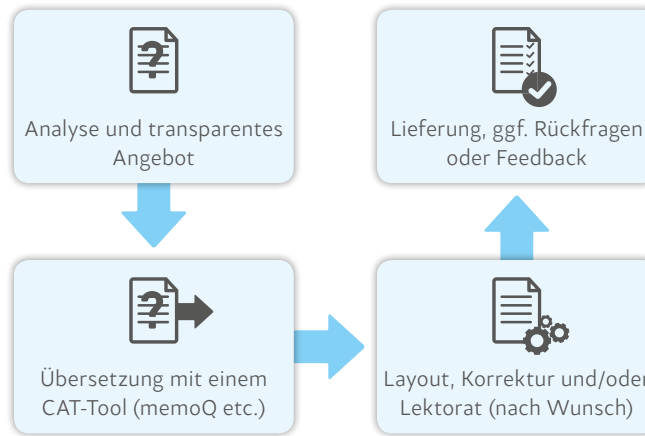 Analyse und transparentes
Angebot
Lieferung, ggf. Rückfragen
oder Feedback
Übersetzung mit einem
CAT-Tool (memoQ etc.)
Layout, Korrektur und/oder
Lektorat (nach Wunsch)